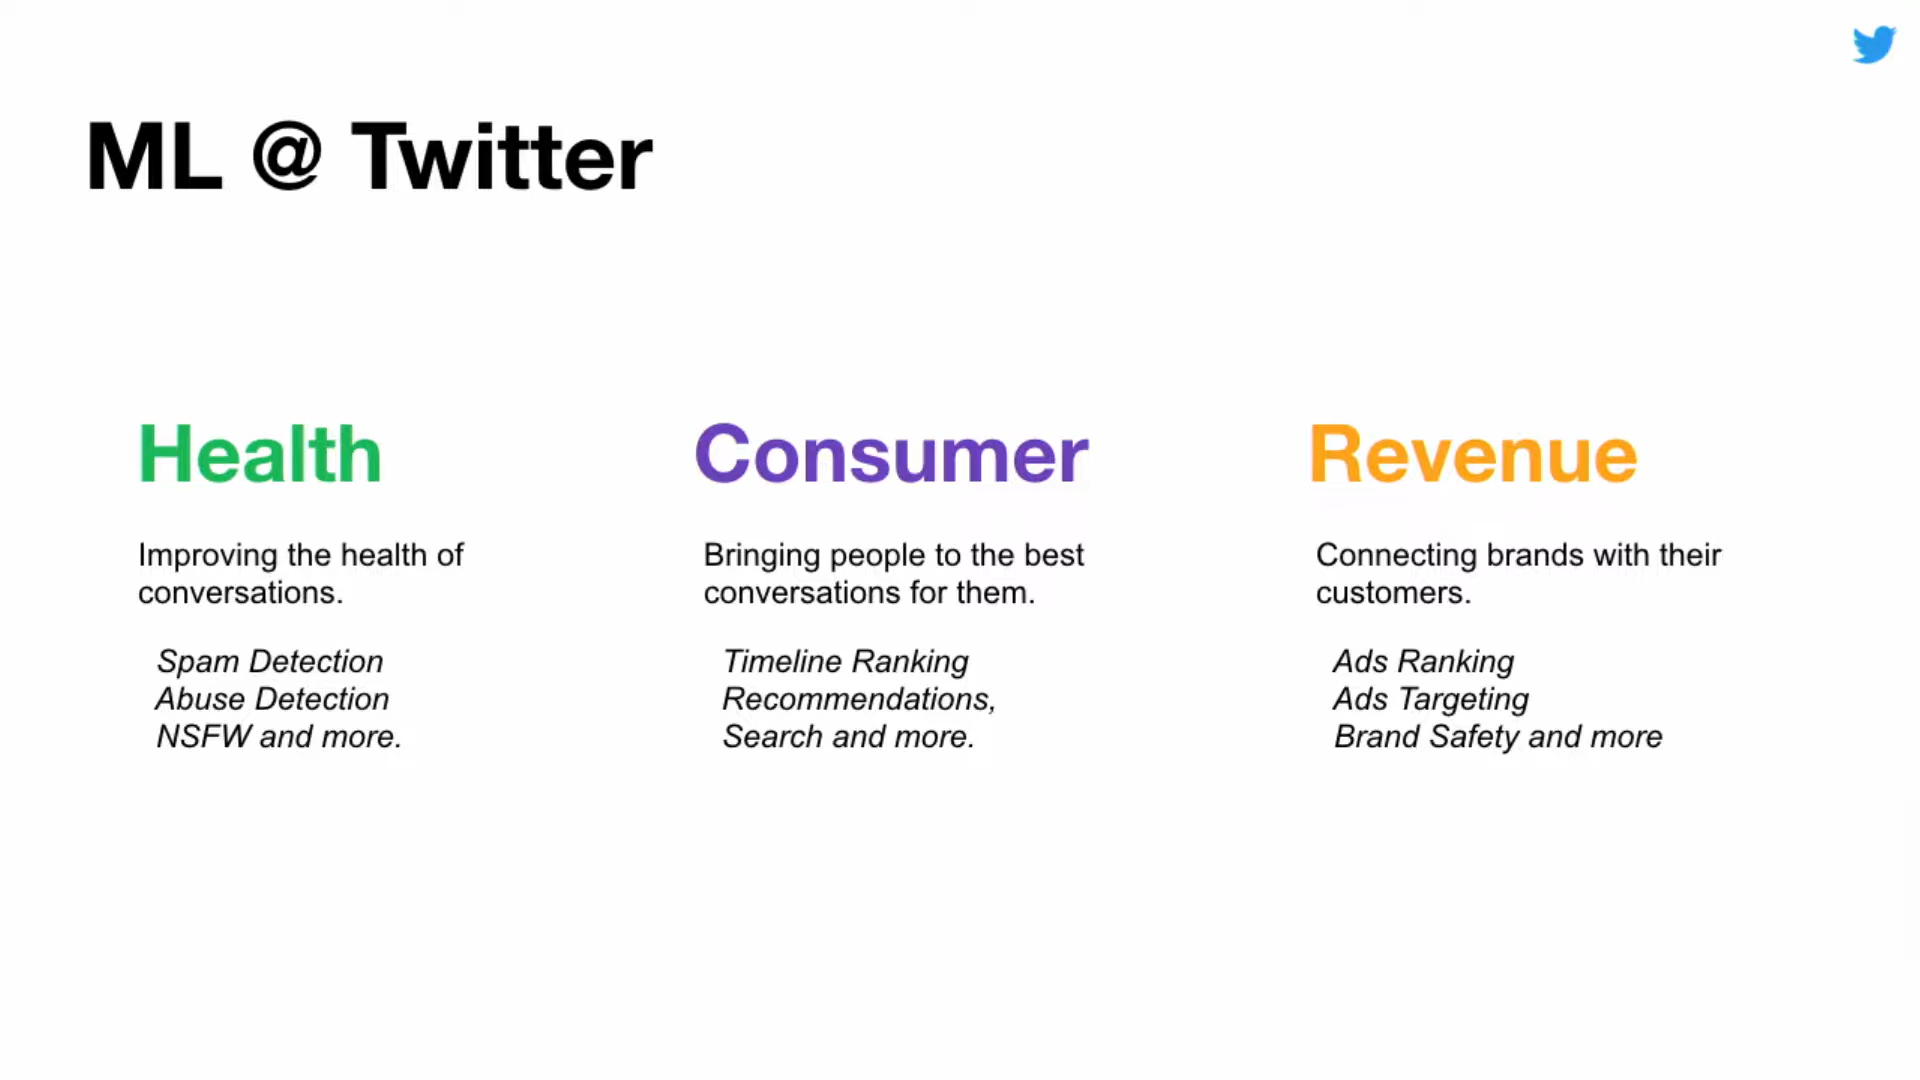 ML @ Twitter
Health
Improving the health of
conversations.
Spam Detection
Abuse Detection
NSFW and more.
Consumer
Bringing people to the best
conversations for them.
Timeline Ranking
Recommendations,
Search and more.
Revenue
Connecting brands with their
customers.
Ads Ranking
Ads Targeting
Brand Safety and more